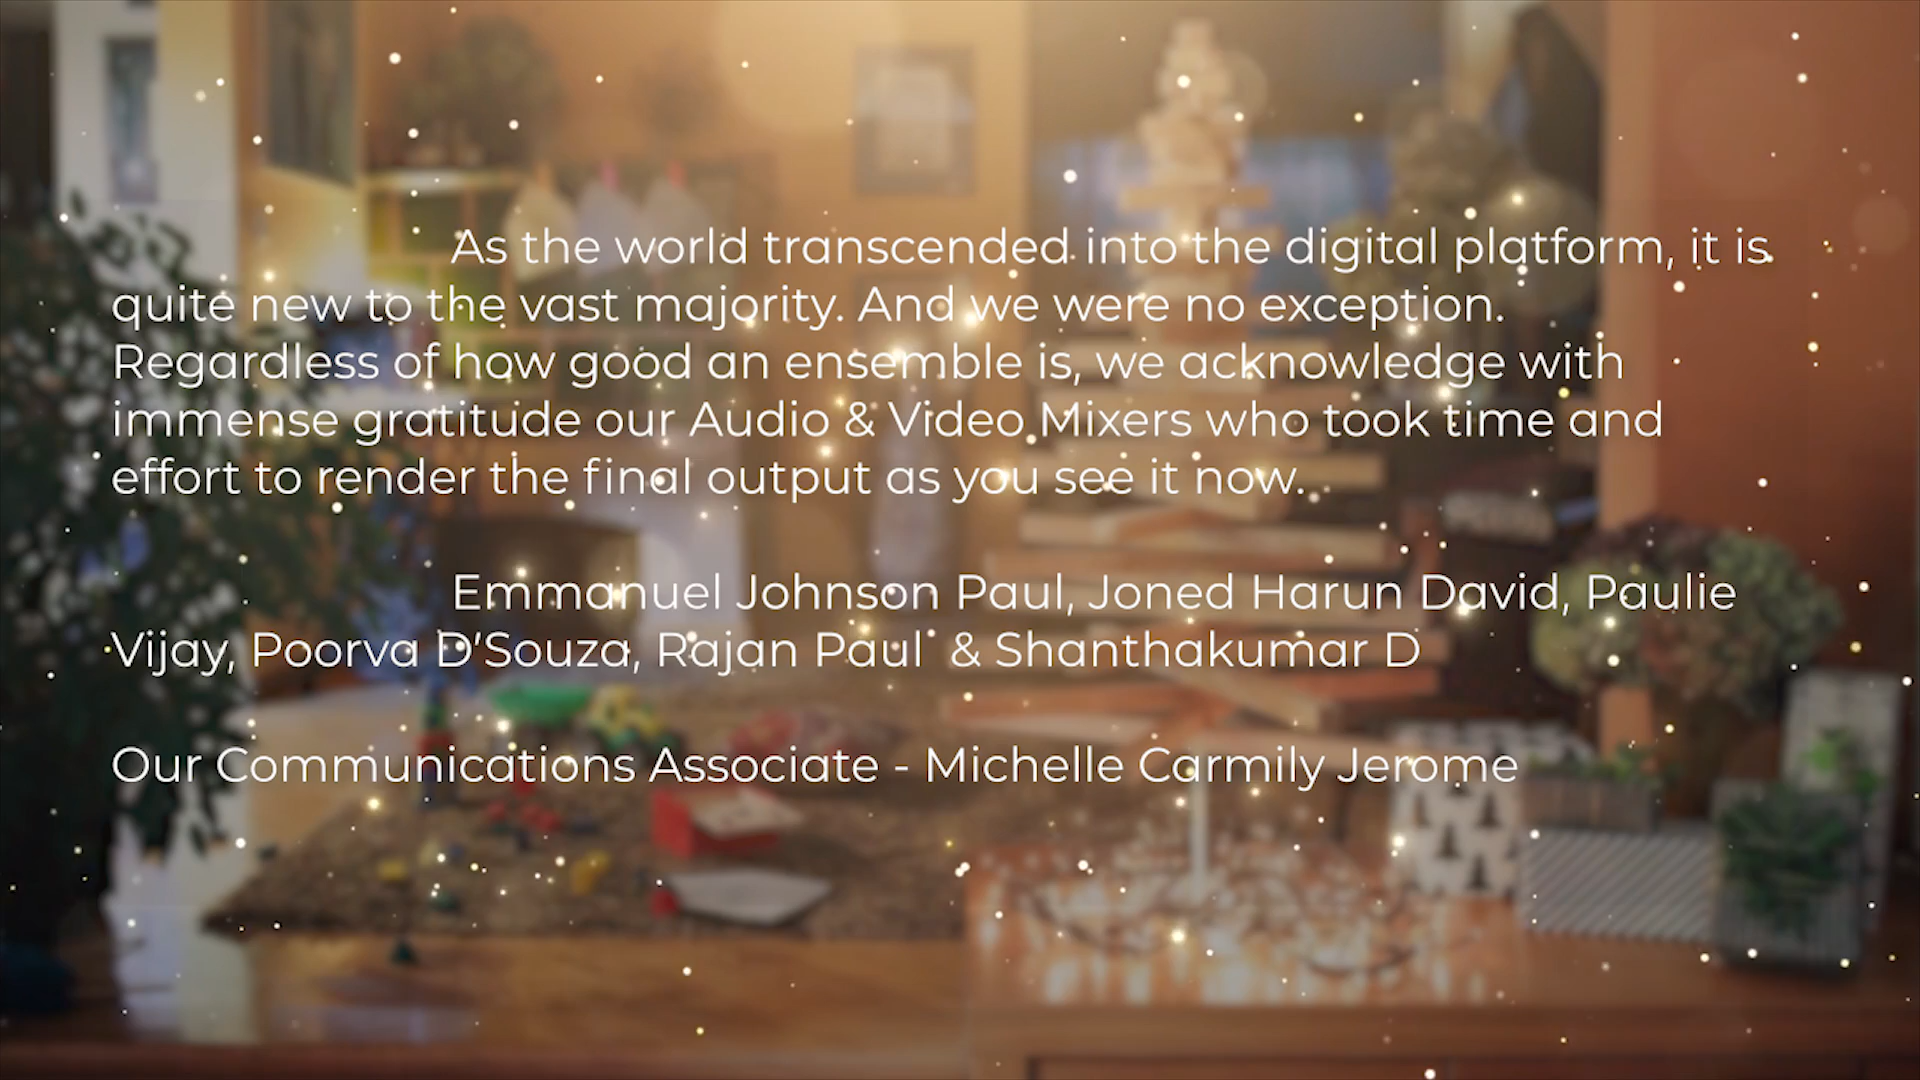 As the world transcended into the digital platform, it is
quite new to the vast majority. And we were no exception.
Regardless of how good an ensemble is, we acknowledge with
immense gratitude our Audio & Video Mixers who took time and
effort to render the final output as you see it now.
Emmanuel Johnson Paul, Joned Harun David, Paulie
Vijay, Poorva D'Souza, Rajan Paul & Shanthakumar D
Our Communications Associate - Michelle Carmily Jerome